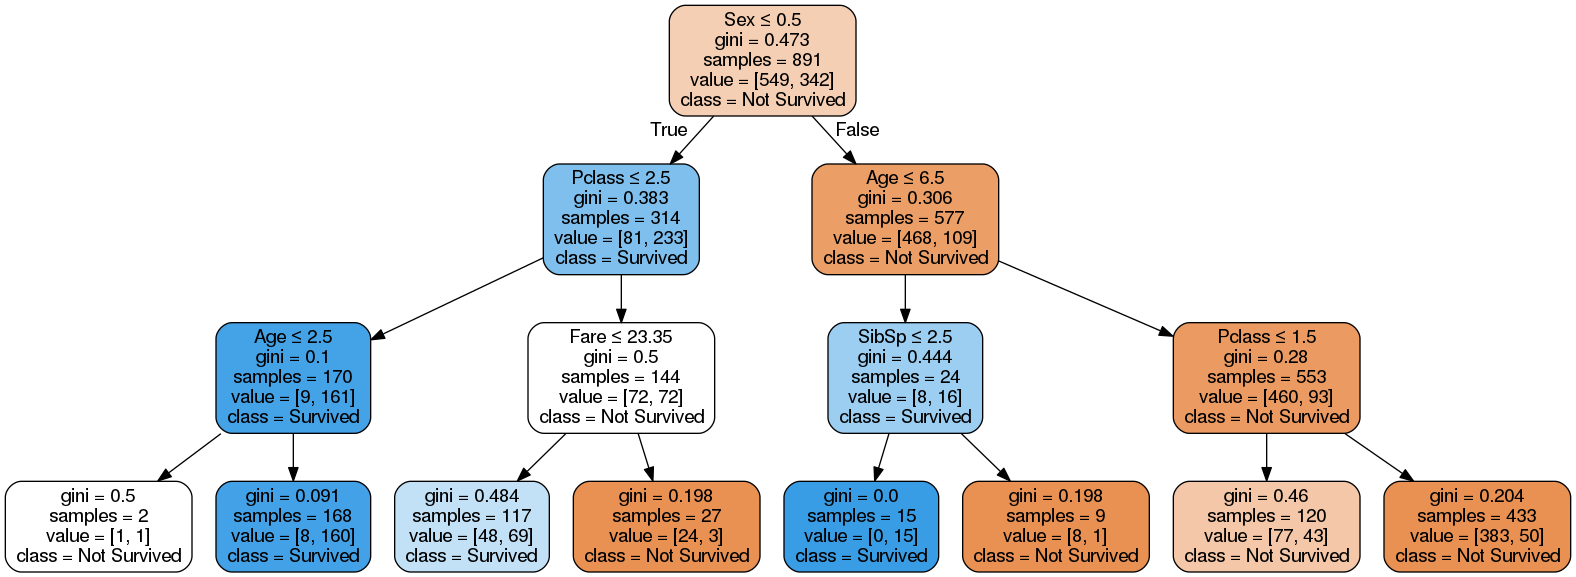 Sex ≤ 0.5
gini = 0.473
samples = 891
value = [549, 342]
class = Not Survived
True
False
Pclass ≤ 2.5
gini = 0.383
samples = 314
value = [81, 233]
class = Survived
Age ≤ 6.5
gini = 0.306
samples = 577
value = [468, 109]
class = Not Survived
Age ≤ 2.5
gini = 0.1
samples = 170
value = [9, 161]
class = Survived
Fare ≤ 23.35
gini = 0.5
samples = 144
value = [72, 72]
class = Not Survived
SibSp ≤ 2.5
gini = 0.444
samples = 24
value = [8, 16]
class = Survived
Pclass ≤ 1.5
gini = 0.28
samples = 553
value = [460, 93]
class = Not Survived
gini = 0.5
samples = 2
value = [1, 1]
class = Not Survived
gini = 0.091
samples = 168
value = [8, 160]
class = Survived
gini = 0.484
samples = 117
value = [48, 69]
class = Survived
gini = 0.198
samples = 27
value = [24, 3]
class = Not Survived
gini = 0.0
samples = 15
value = [0, 15]
class = Survived
gini = 0.198
samples = 9
value = [8, 1]
class = Not Survived
gini = 0.46
samples = 120
value = [77, 43]
class = Not Survived
gini = 0.204
samples = 433
value = [383, 50]
class = Not Survived